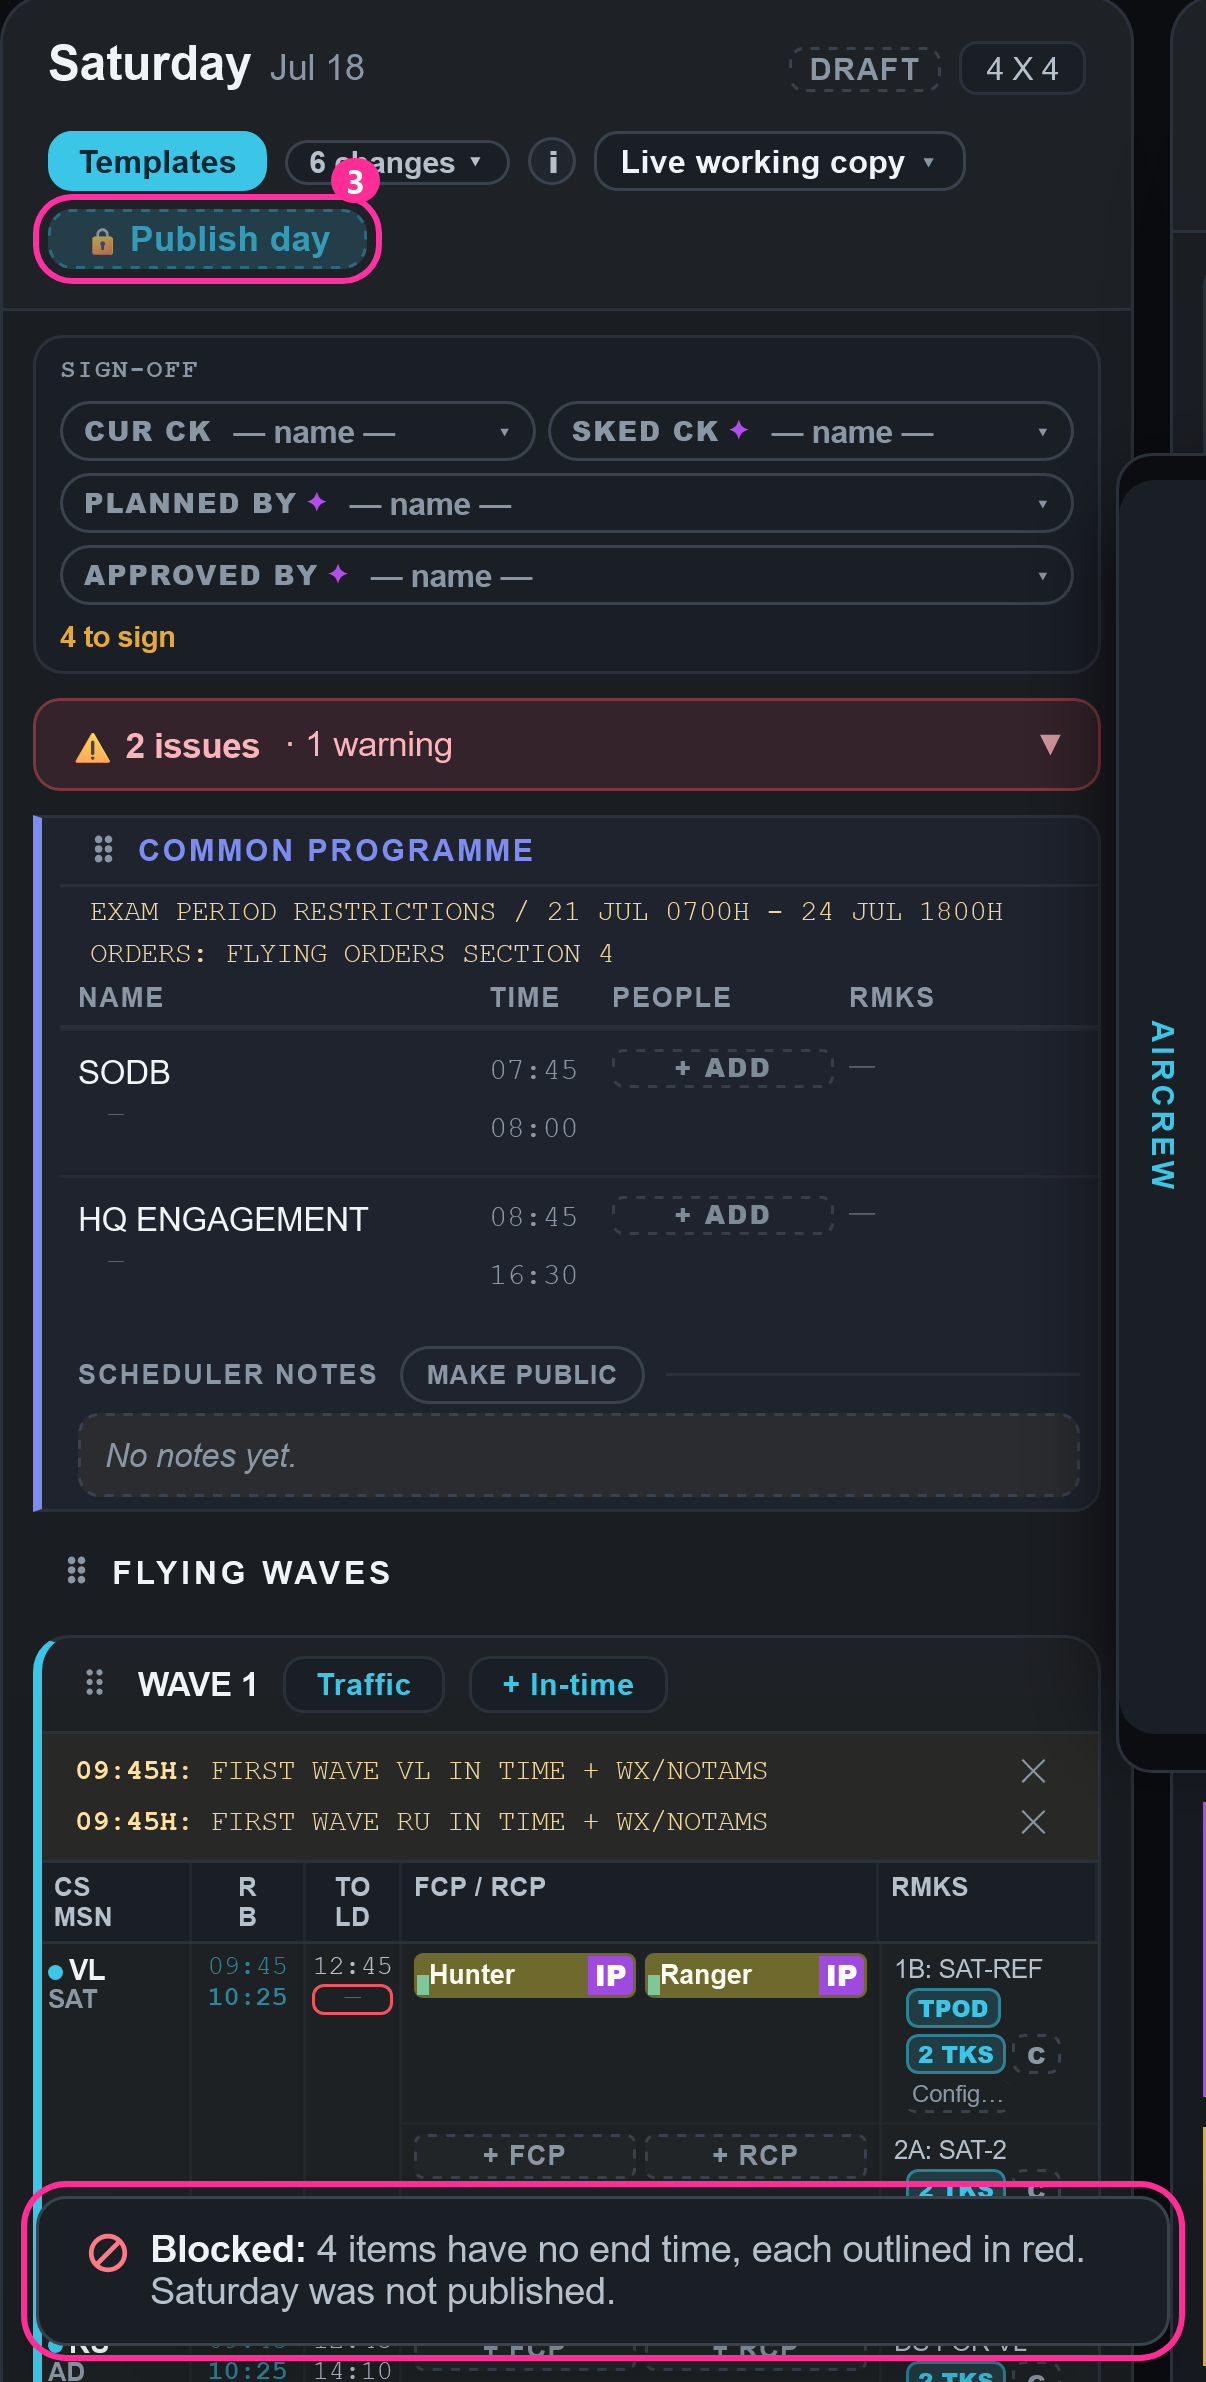 Saturday Jul 18
DRAFT
4 X 4
Templates
6 changes
i
Live working copy
3
Publish day
SIGN-OFF
CUR CK — name —
SKED CK — name —
PLANNED BY — name —
APPROVED BY — name —
4 to sign
2 issues · 1 warning
COMMON PROGRAMME
EXAM PERIOD RESTRICTIONS / 21 JUL 0700H - 24 JUL 1800H
ORDERS: FLYING ORDERS SECTION 4
NAME TIME PEOPLE RMKS
SODB 07:45 + ADD —
— 08:00
HQ ENGAGEMENT 08:45 + ADD —
— 16:30
SCHEDULER NOTES MAKE PUBLIC
No notes yet.
AIRCREW
FLYING WAVES
WAVE 1 Traffic + In-time
09:45H: FIRST WAVE VL IN TIME + WX/NOTAMS
09:45H: FIRST WAVE RU IN TIME + WX/NOTAMS
CS R TO FCP / RCP RMKS
MSN B LD
VL 09:45 12:45 Hunter IP Ranger IP 1B: SAT-REF
SAT 10:25 —
TPOD
2 TKS C
Config...
+ FCP + RCP 2A: SAT-2
2 TKS C
Blocked: 4 items have no end time, each outlined in red.
Saturday was not published.
RU + FCP + RCP
AD 10:25 14:10 2 TKS C